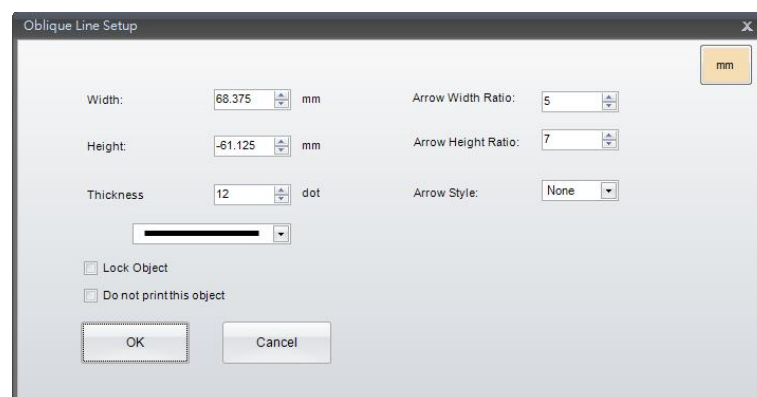 Oblique Line Setup
x
mm
Width: 68.375 mm Arrow Width Ratio: 5
Height: -61.125 mm Arrow Height Ratio: 7
Thickness 12 dot Arrow Style: None
Lock Object
Do not print this object
OK Cancel